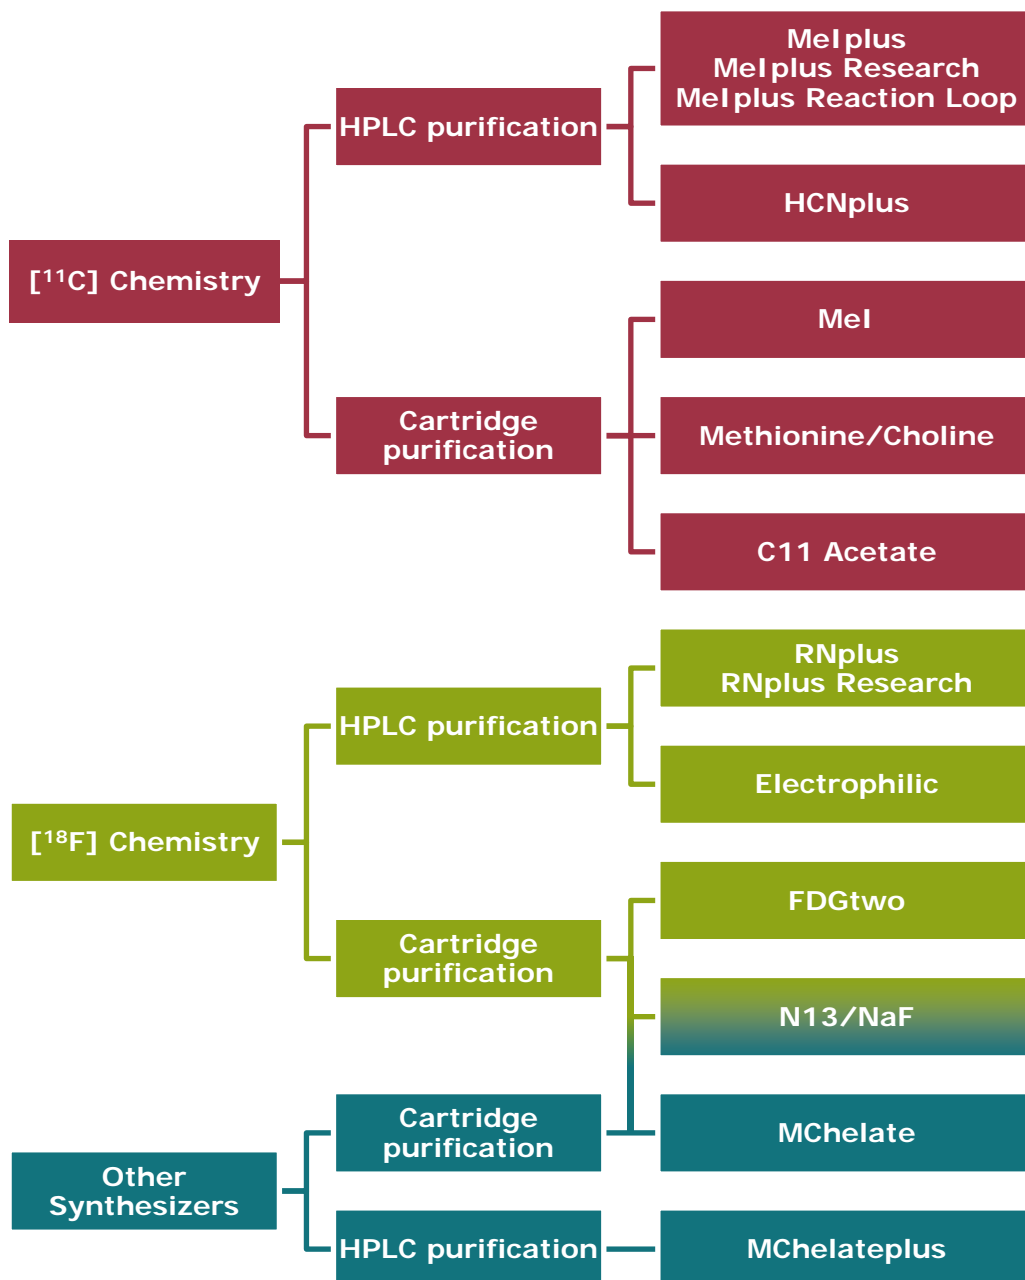 [¹¹C] Chemistry
HPLC purification
MeIplus
MeIplus Research
MeIplus Reaction Loop
HCNplus
Cartridge
purification
MeI
Methionine/Choline
C11 Acetate
[¹⁸F] Chemistry
HPLC purification
RNplus
RNplus Research
Electrophilic
Cartridge
purification
FDGtwo
N13/NaF
Other
Synthesizers
Cartridge
purification
MChelate
HPLC purification
MChelateplus